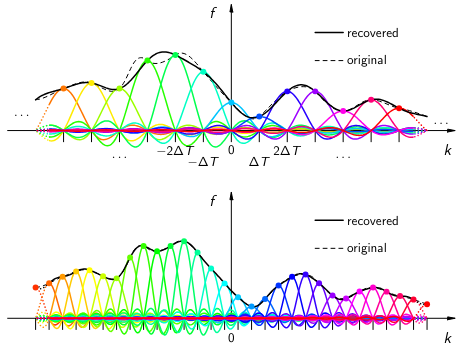 f
recovered
original
... ...
... −2ΔT −ΔT 0 ΔT 2ΔT ... k
f
recovered
original
0 k